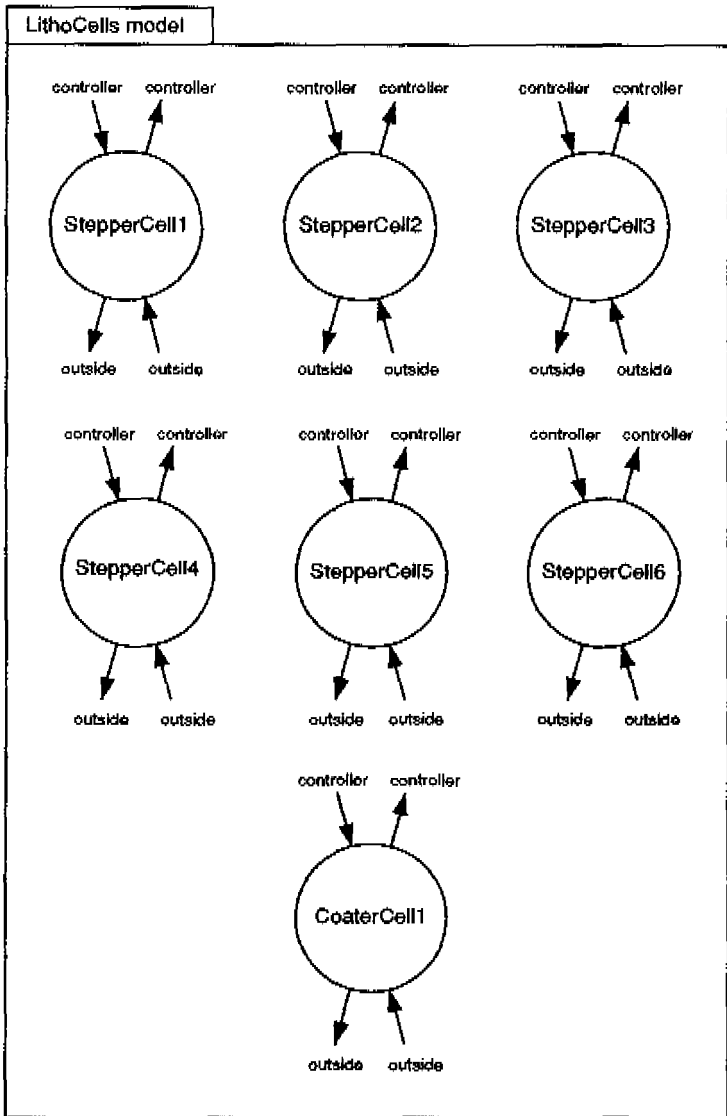 LithoCells model
controller controller controller controller controller controller
StepperCell1 StepperCell2 StepperCell3
outside outside outside outside outside outside
controller controller controller controller controller controller
StepperCell4 StepperCell5 StepperCell6
outside outside outside outside outside outside
controller controller
CoaterCell1
outside outside